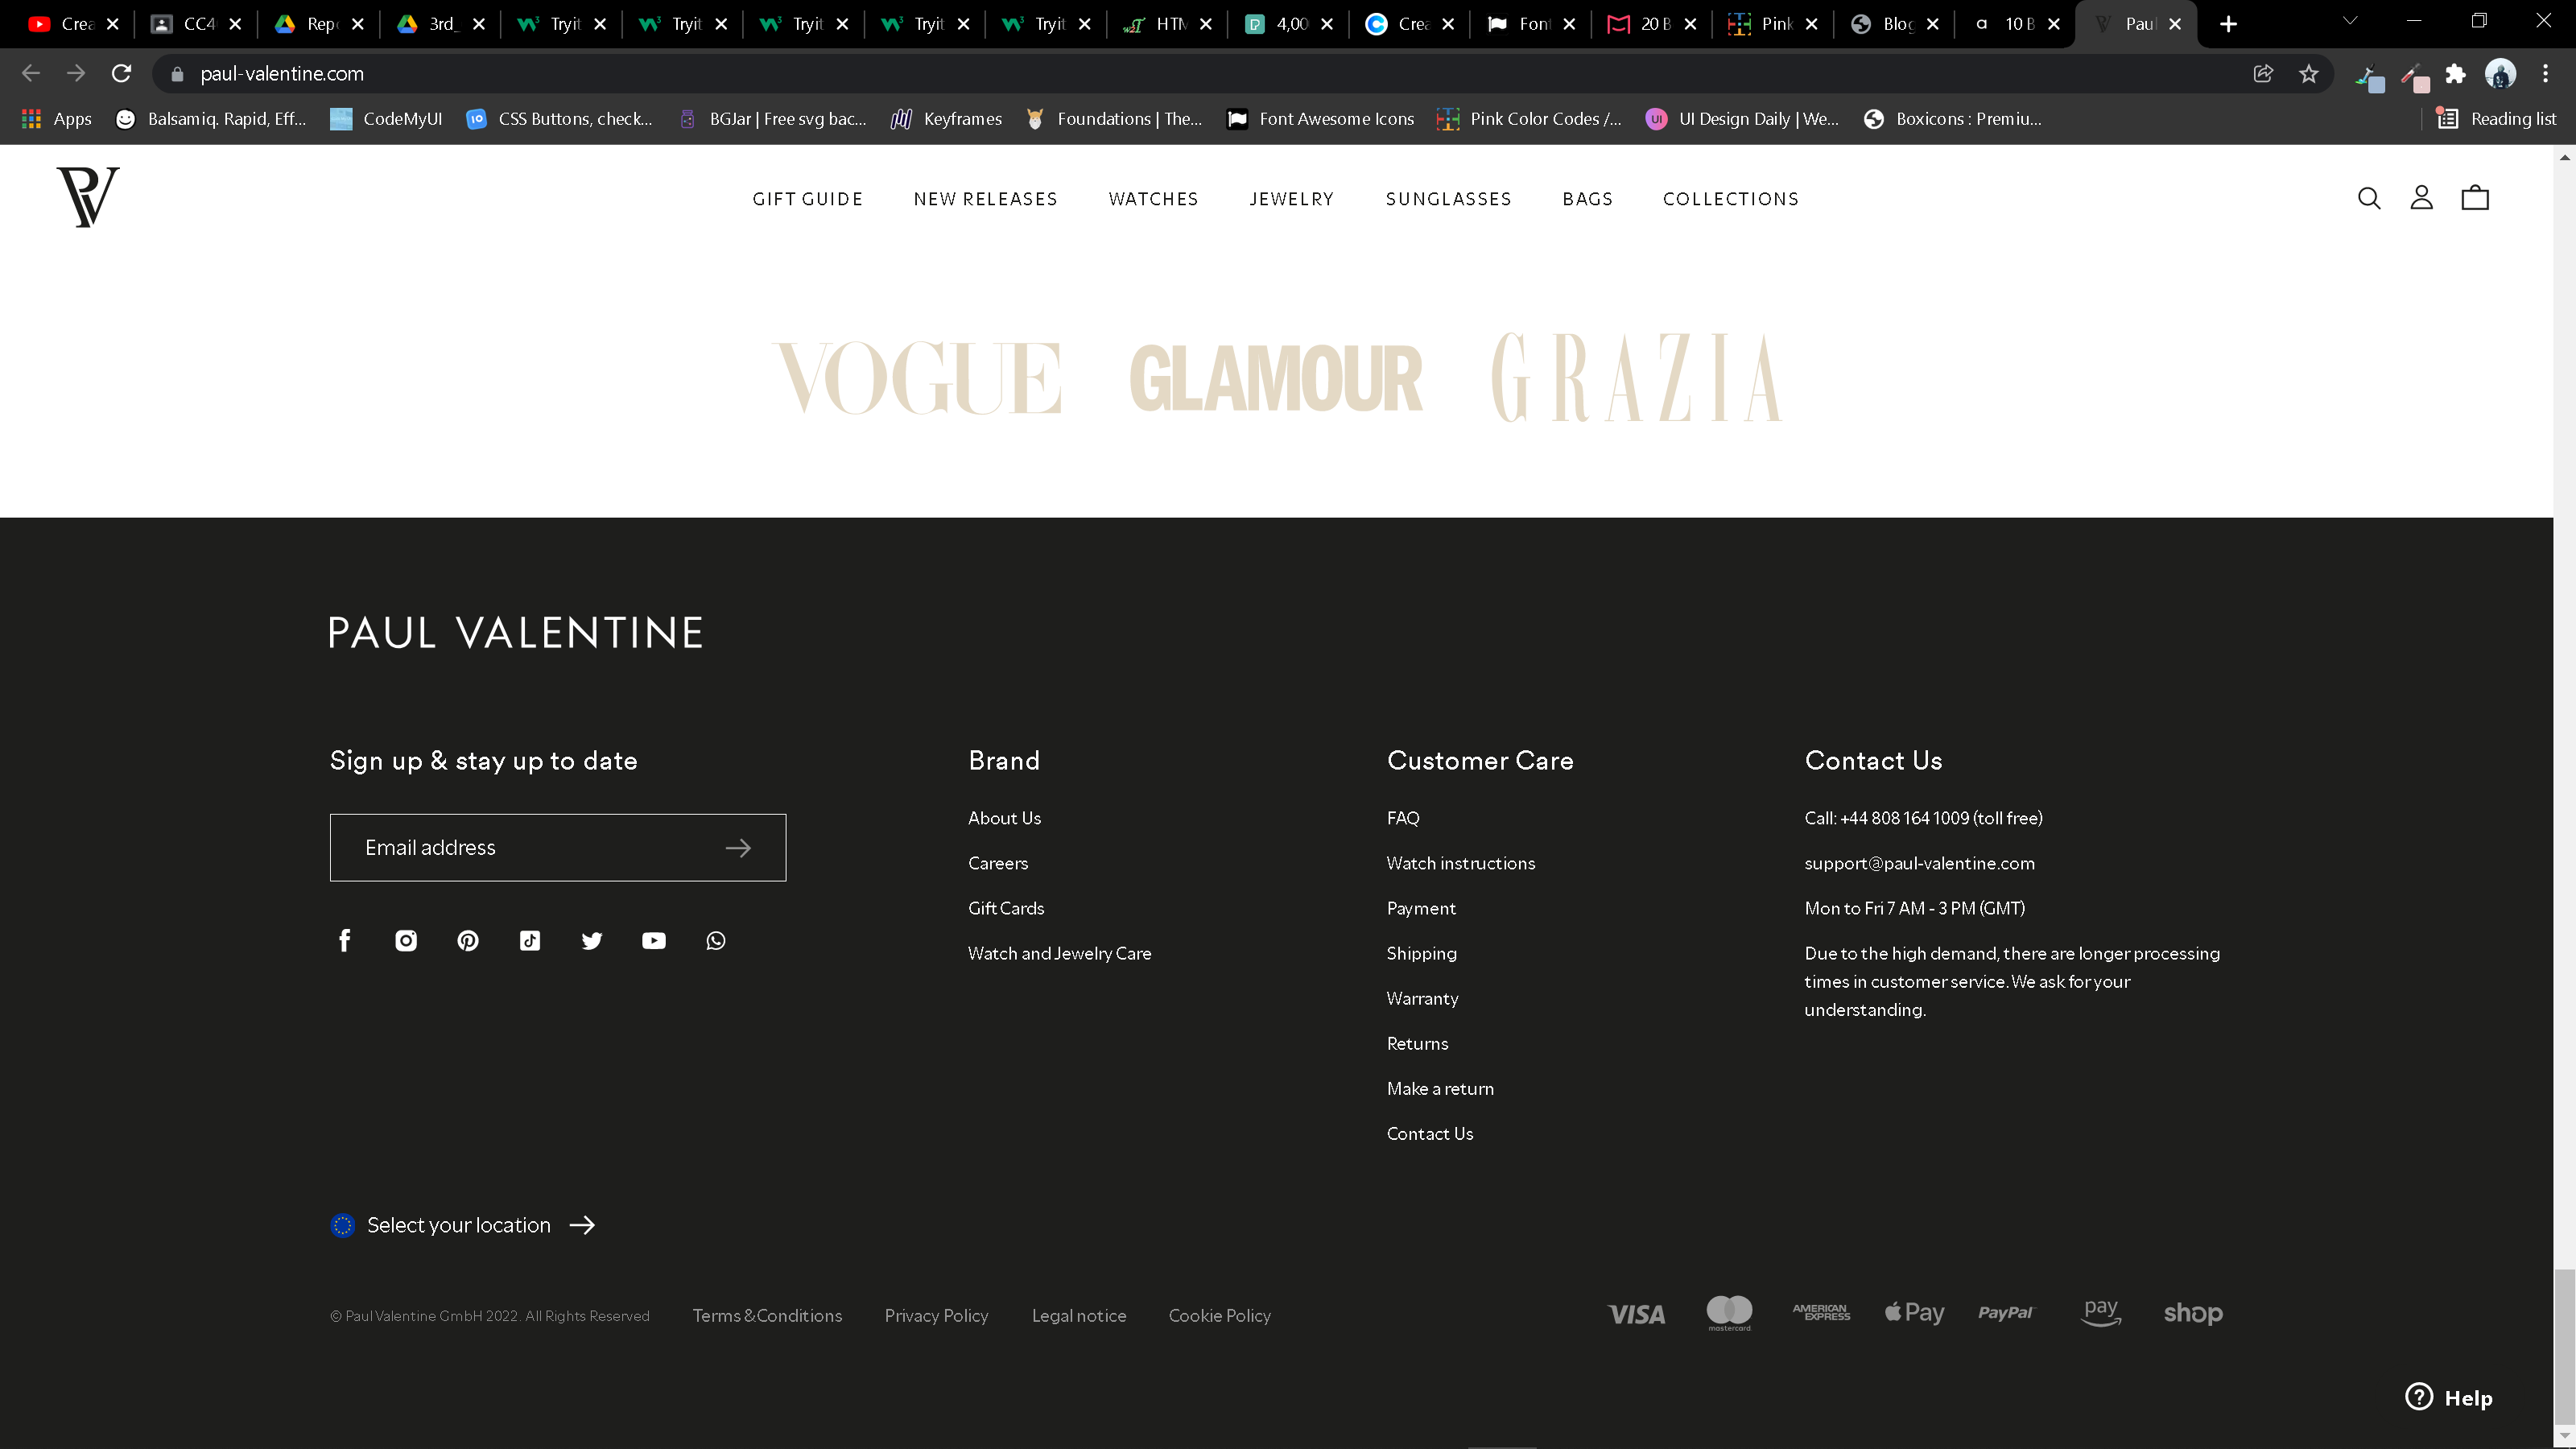 Crea CC4 Rep 3rd_ Tryit Tryit Tryit Tryit Tryit HTM 4,00 Crea Font 20 B Pink Blog 10 B Paul
paul-valentine.com
Apps Balsamiq. Rapid, Eff... CodeMyUI CSS Buttons, check... BGJar | Free svg bac... Keyframes Foundations | The... Font Awesome Icons Pink Color Codes /... UI UI Design Daily | We... Boxicons : Premiu... Reading list
PV GIFT GUIDE NEW RELEASES WATCHES JEWELRY SUNGLASSES BAGS COLLECTIONS
VOGUE GLAMOUR GRAZIA
PAUL VALENTINE
Sign up & stay up to date
Email address
Brand
About Us
Careers
Gift Cards
Watch and Jewelry Care
Customer Care
FAQ
Watch instructions
Payment
Shipping
Warranty
Returns
Make a return
Contact Us
Contact Us
Call: +44 808 164 1009 (toll free)
support@paul-valentine.com
Mon to Fri 7 AM - 3 PM (GMT)
Due to the high demand, there are longer processing
times in customer service. We ask for your
understanding.
Select your location
© Paul Valentine GmbH 2022. All Rights Reserved Terms &Conditions Privacy Policy Legal notice Cookie Policy VISA mastercard AMERICAN EXPRESS Pay PayPal pay shop
Help